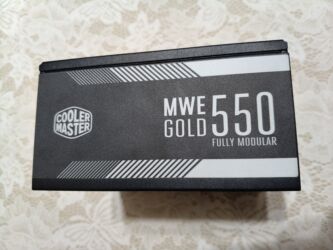 COOLER
MASTER
MWE
GOLD 550
FULLY MODULAR